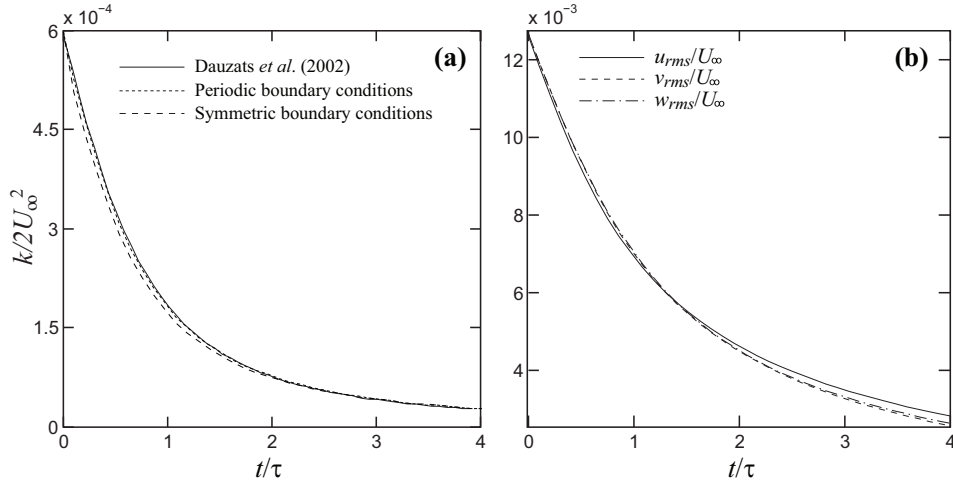 x 10⁻⁴
6
4.5
3
1.5
0
k/2U∞²
(a)
Dauzats et al. (2002)
Periodic boundary conditions
Symmetric boundary conditions
0 1 2 3 4
t/τ
x 10⁻³
12
10
8
6
4
(b)
u_rms/U∞
v_rms/U∞
w_rms/U∞
0 1 2 3 4
t/τ